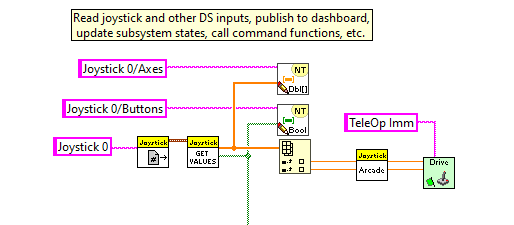 Read joystick and other DS inputs, publish to dashboard,
update subsystem states, call command functions, etc.
Joystick 0/Axes
NT
Dbl[]
Joystick 0/Buttons
NT
Bool
TeleOp Imm
Joystick 0
Joystick
#
Joystick
GET
VALUES
Joystick
Arcade
Drive